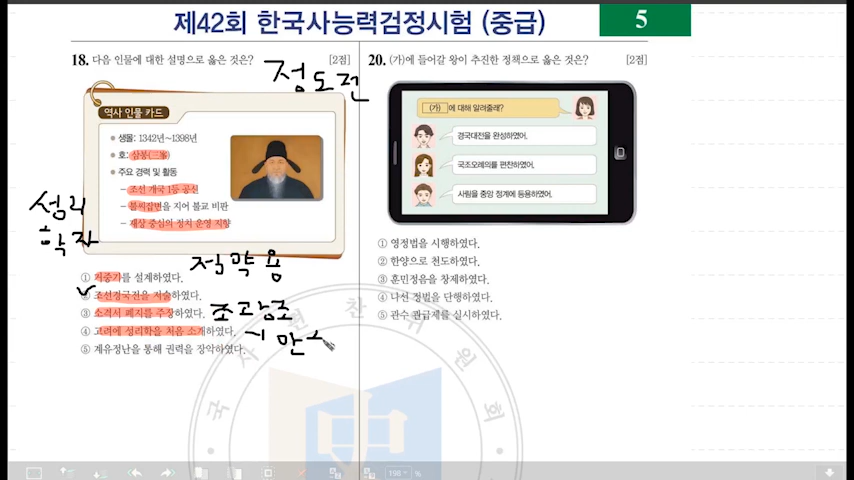 제42회 한국사능력검정시험 (중급)
5
18. 다음 인물에 대한 설명으로 옳은 것은? [2점]
정도전
역사 인물 카드
● 생몰: 1342년~1398년
● 호: 삼봉(三峯)
● 주요 경력 및 활동
– 조선 개국 1등 공신
– 불씨잡변을 지어 불교 비판
– 재상 중심의 정치 운영 지향
성리
학자
정약용
① 거중기를 설계하였다.
② 조선경국전을 저술하였다.
③ 소격서 폐지를 주장하였다.
조광조
④ 고려에 성리학을 처음 소개하였다.
⑤ 계유정난을 통해 권력을 장악하였다.
20. (가)에 들어갈 왕이 추진한 정책으로 옳은 것은? [2점]
(가) 에 대해 알려줄래?
경국대전을 완성하였어.
국조오례의를 편찬하였어.
사림을 중앙 정계에 등용하였어.
① 영정법을 시행하였다.
② 한양으로 천도하였다.
③ 훈민정음을 창제하였다.
④ 나선 정벌을 단행하였다.
⑤ 관수 관급제를 실시하였다.
국사편찬위원회
198 %